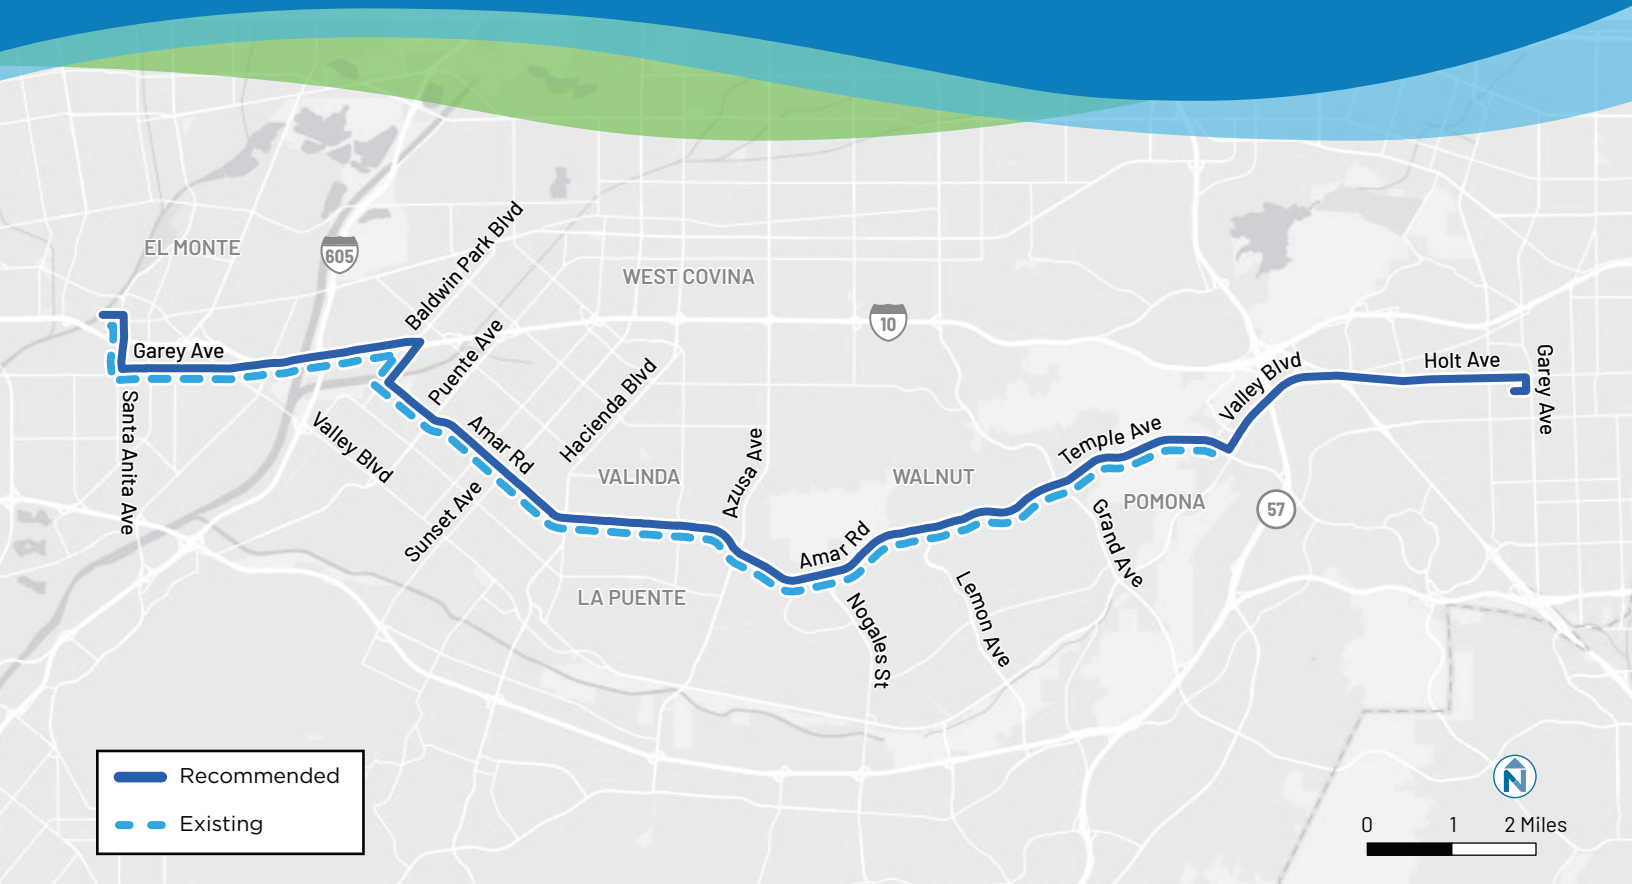 EL MONTE
605
Baldwin Park Blvd
WEST COVINA
10
Garey Ave
Puente Ave
Santa Anita Ave
Valley Blvd
Amar Rd
Hacienda Blvd
Sunset Ave
VALINDA
Azusa Ave
LA PUENTE
Amar Rd
Nogales St
WALNUT
Lemon Ave
Temple Ave
Grand Ave
POMONA
57
Valley Blvd
Holt Ave
Garey Ave
Recommended
Existing
N
0 1 2 Miles